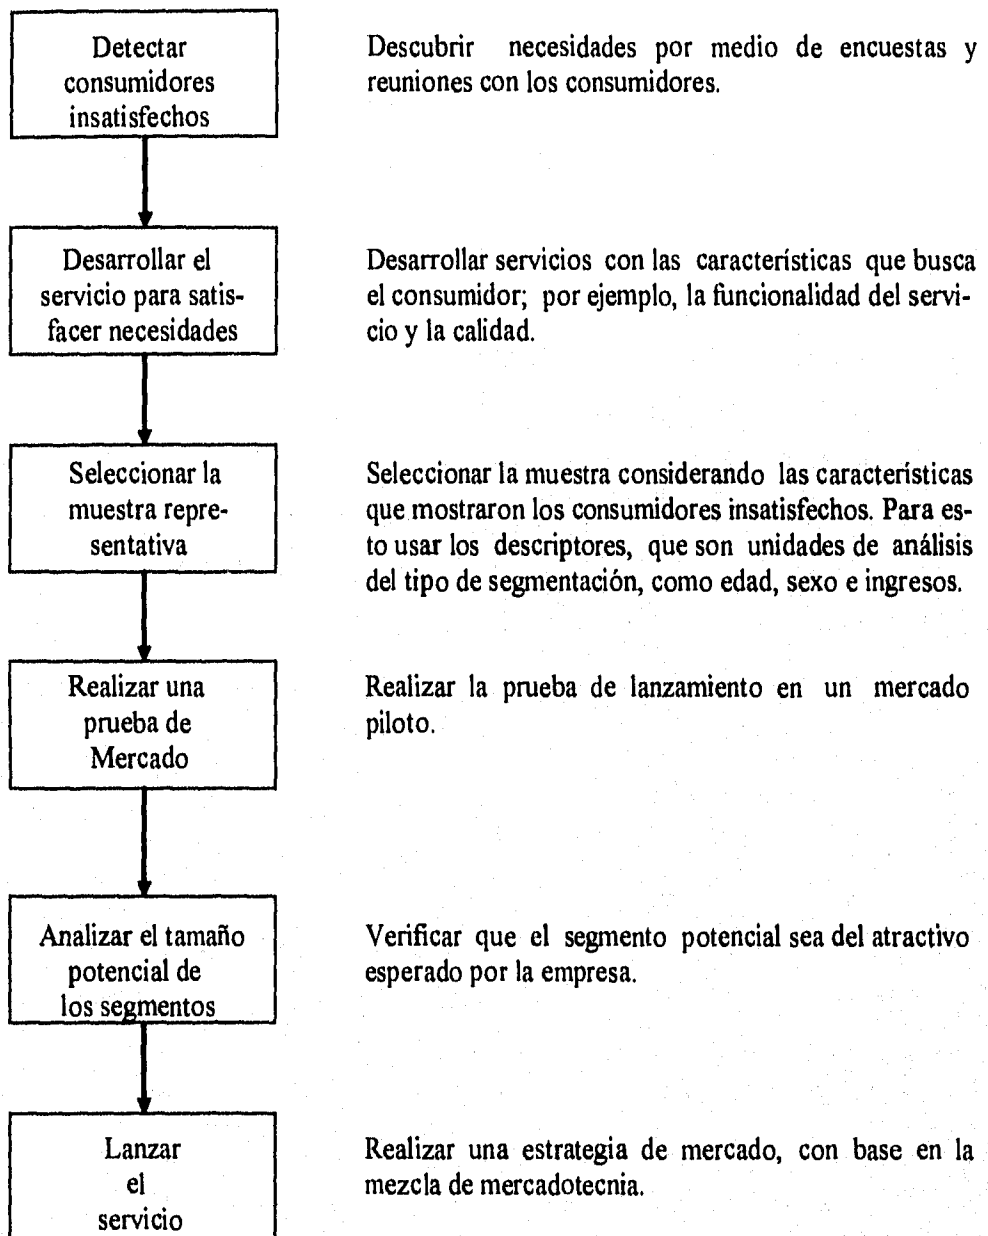 Detectar
consumidores
insatisfechos
Descubrir necesidades por medio de encuestas y
reuniones con los consumidores.
Desarrollar el
servicio para satis-
facer necesidades
Desarrollar servicios con las características que busca
el consumidor; por ejemplo, la funcionalidad del servi-
cio y la calidad.
Seleccionar la
muestra repre-
sentativa
Seleccionar la muestra considerando las características
que mostraron los consumidores insatisfechos. Para es-
to usar los descriptores, que son unidades de análisis
del tipo de segmentación, como edad, sexo e ingresos.
Realizar una
prueba de
Mercado
Realizar la prueba de lanzamiento en un mercado
piloto.
Analizar el tamaño
potencial de
los segmentos
Verificar que el segmento potencial sea del atractivo
esperado por la empresa.
Lanzar
el
servicio
Realizar una estrategia de mercado, con base en la
mezcla de mercadotecnia.